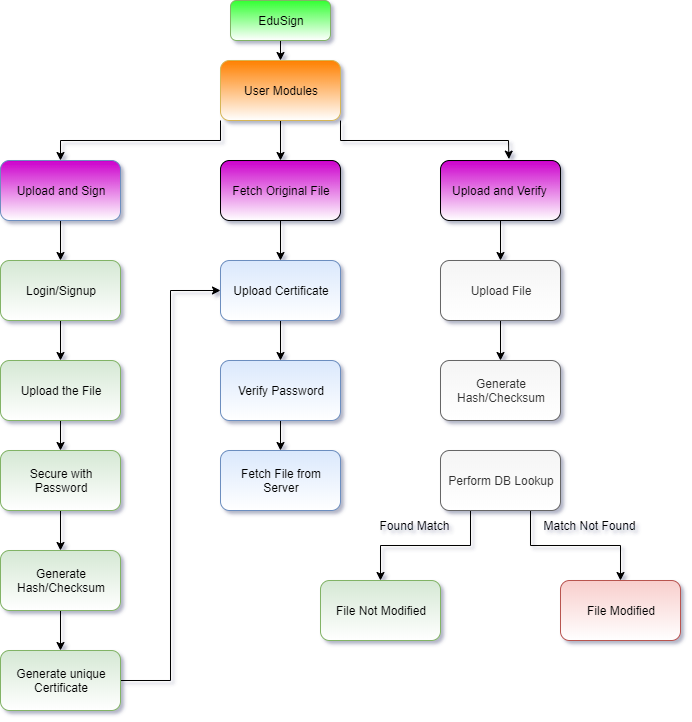 EduSign
User Modules
Upload and Sign
Fetch Original File
Upload and Verify
Login/Signup
Upload Certificate
Upload File
Upload the File
Verify Password
Generate
Hash/Checksum
Secure with
Password
Fetch File from
Server
Perform DB Lookup
Found Match
Match Not Found
Generate
Hash/Checksum
File Not Modified
File Modified
Generate unique
Certificate